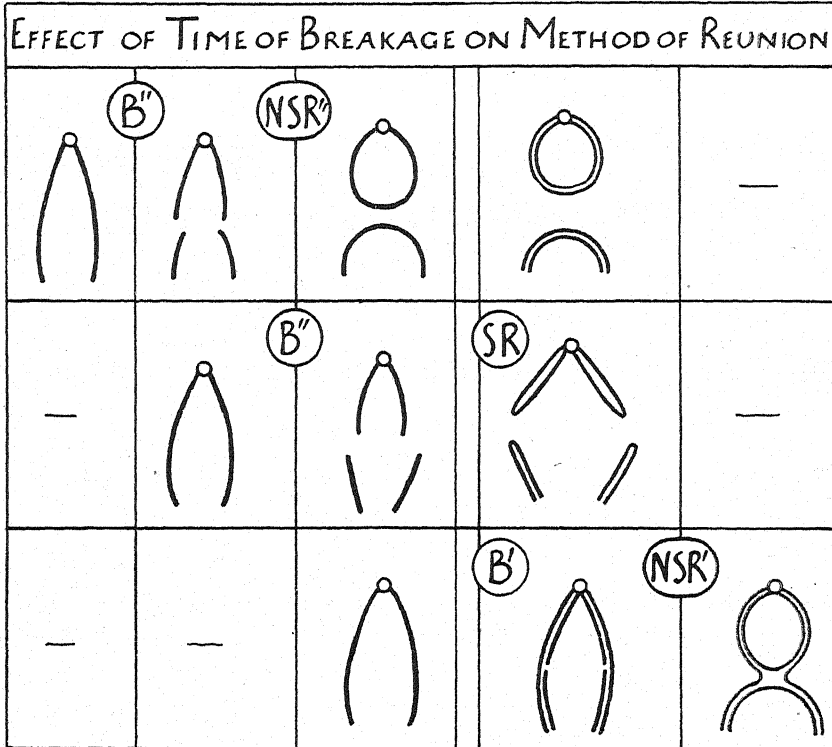 EFFECT OF TIME OF BREAKAGE ON METHOD OF REUNION
B" NSR"
B" SR
B' NSR'